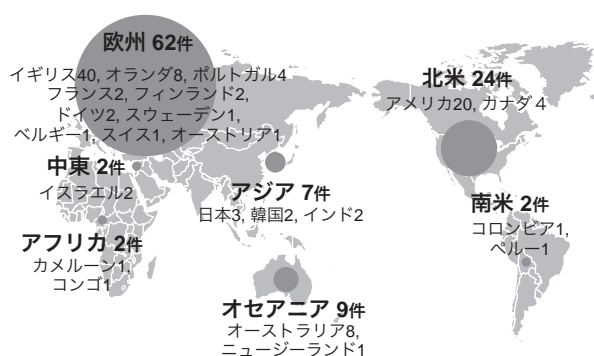 欧州 62件
イギリス40, オランダ8, ポルトガル4
フランス2, フィンランド2,
ドイツ2, スウェーデン1,
ベルギー1, スイス1, オーストリア1
中東 2件
イスラエル2
アフリカ 2件
カメルーン1,
コンゴ1
アジア 7件
日本3, 韓国2, インド2
オセアニア 9件
オーストラリア8,
ニュージーランド1
北米 24件
アメリカ20, カナダ 4
南米 2件
コロンビア1,
ペルー1